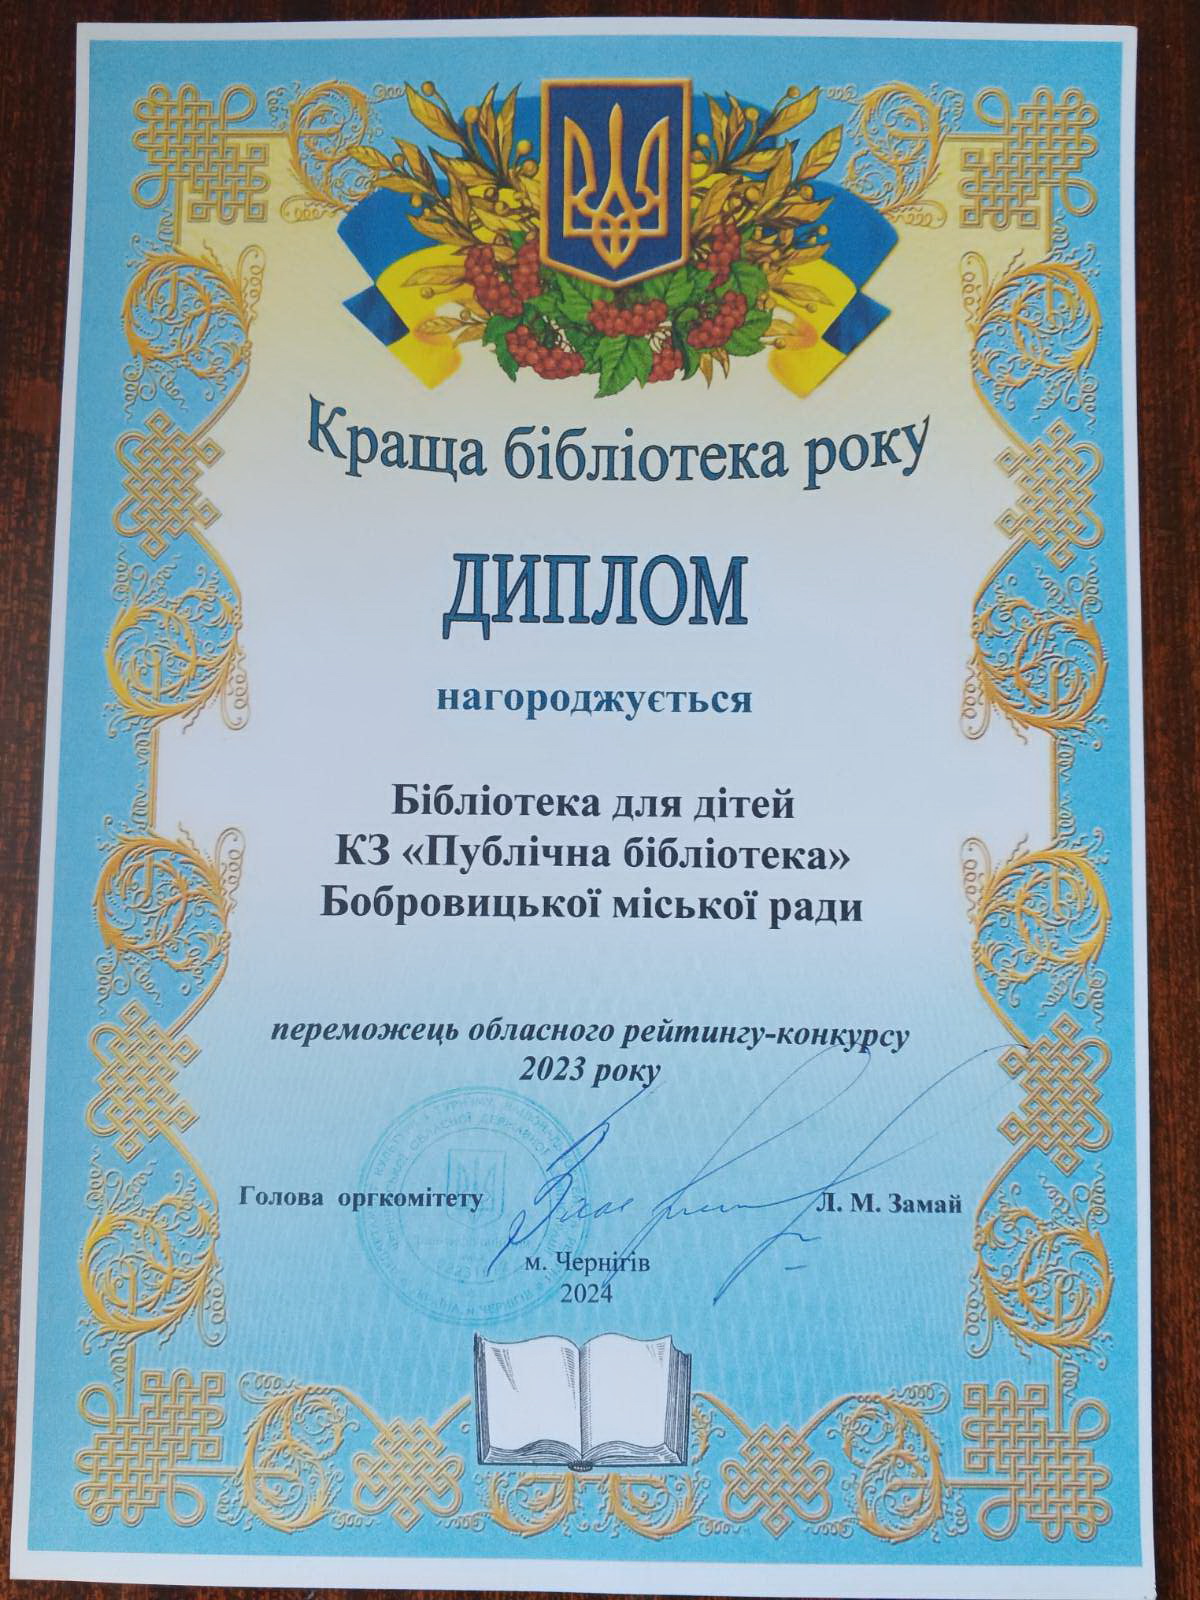 Краща бібліотека року
ДИПЛОМ
нагороджується
Бібліотека для дітей
КЗ «Публічна бібліотека»
Бобровицької міської ради
переможець обласного рейтингу-конкурсу
2023 року
Голова оргкомітету
Л. М. Замай
м. Чернігів
2024